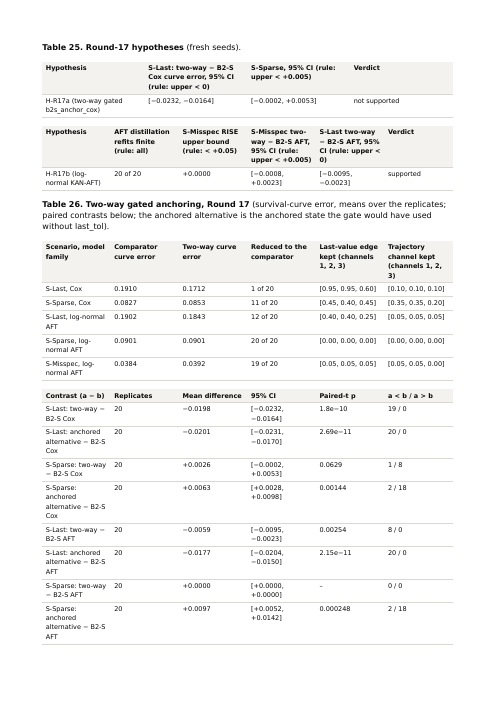 Table 25. Round-17 hypotheses (fresh seeds).
Hypothesis S-Last: two-way − B2-S S-Sparse, 95% CI (rule: Verdict
Cox curve error, 95% CI upper < +0.005)
(rule: upper < 0)
H-R17a (two-way gated [−0.0232, −0.0164] [−0.0002, +0.0053] not supported
b2s_anchor_cox)
Hypothesis AFT distillation S-Misspec RISE S-Misspec two- S-Last two-way Verdict
refits finite upper bound way − B2-S AFT, − B2-S AFT, 95%
(rule: all) (rule: < +0.05) 95% CI (rule: CI (rule: upper <
upper < +0.005) 0)
H-R17b (log- 20 of 20 +0.0000 [−0.0008, [−0.0095, supported
normal KAN-AFT) +0.0023] −0.0023]
Table 26. Two-way gated anchoring, Round 17 (survival-curve error, means over the replicates;
paired contrasts below; the anchored alternative is the anchored state the gate would have used
without last_tol).
Scenario, model Comparator Two-way curve Reduced to the Last-value edge Trajectory
family curve error error comparator kept (channels channel kept
1, 2, 3) (channels 1, 2,
3)
S-Last, Cox 0.1910 0.1712 1 of 20 [0.95, 0.95, 0.60] [0.10, 0.10, 0.10]
S-Sparse, Cox 0.0827 0.0853 11 of 20 [0.45, 0.40, 0.45] [0.35, 0.35, 0.20]
S-Last, log-normal 0.1902 0.1843 12 of 20 [0.40, 0.40, 0.25] [0.05, 0.05, 0.05]
AFT
S-Sparse, log- 0.0901 0.0901 20 of 20 [0.00, 0.00, 0.00] [0.00, 0.00, 0.00]
normal AFT
S-Misspec, log- 0.0384 0.0392 19 of 20 [0.05, 0.05, 0.05] [0.05, 0.05, 0.00]
normal AFT
Contrast (a − b) Replicates Mean difference 95% CI Paired-t p a < b / a > b
S-Last: two-way − 20 −0.0198 [−0.0232, 1.8e−10 19 / 0
B2-S Cox −0.0164]
S-Last: anchored 20 −0.0201 [−0.0231, 2.69e−11 20 / 0
alternative − B2-S −0.0170]
Cox
S-Sparse: two-way 20 +0.0026 [−0.0002, 0.0629 1 / 8
− B2-S Cox +0.0053]
S-Sparse: 20 +0.0063 [+0.0028, 0.00144 2 / 18
anchored +0.0098]
alternative − B2-S
Cox
S-Last: two-way − 20 −0.0059 [−0.0095, 0.00254 8 / 0
B2-S AFT −0.0023]
S-Last: anchored 20 −0.0177 [−0.0204, 2.15e−11 20 / 0
alternative − B2-S −0.0150]
AFT
S-Sparse: two-way 20 +0.0000 [+0.0000, – 0 / 0
− B2-S AFT +0.0000]
S-Sparse: 20 +0.0097 [+0.0052, 0.000248 2 / 18
anchored +0.0142]
alternative − B2-S
AFT